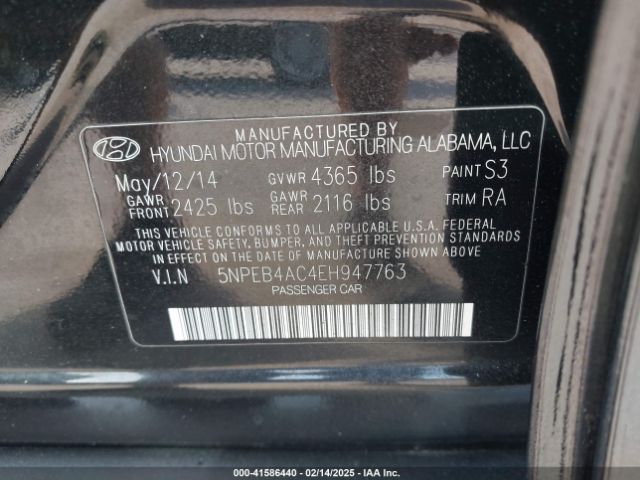 MANUFACTURED BY
HYUNDAI MOTOR MANUFACTURING ALABAMA, LLC
May/12/14 GVWR 4365 lbs PAINT S3
GAWR FRONT 2425 lbs GAWR REAR 2116 lbs TRIM RA
THIS VEHICLE CONFORMS TO ALL APPLICABLE U.S.A. FEDERAL
MOTOR VEHICLE SAFETY, BUMPER, AND THEFT PREVENTION STANDARDS
IN EFFECT ON THE DATE OF MANUFACTURE SHOWN ABOVE
V.I.N 5NPEB4AC4EH947763
PASSENGER CAR
000-41586440 - 02/14/2025 - IAA Inc.